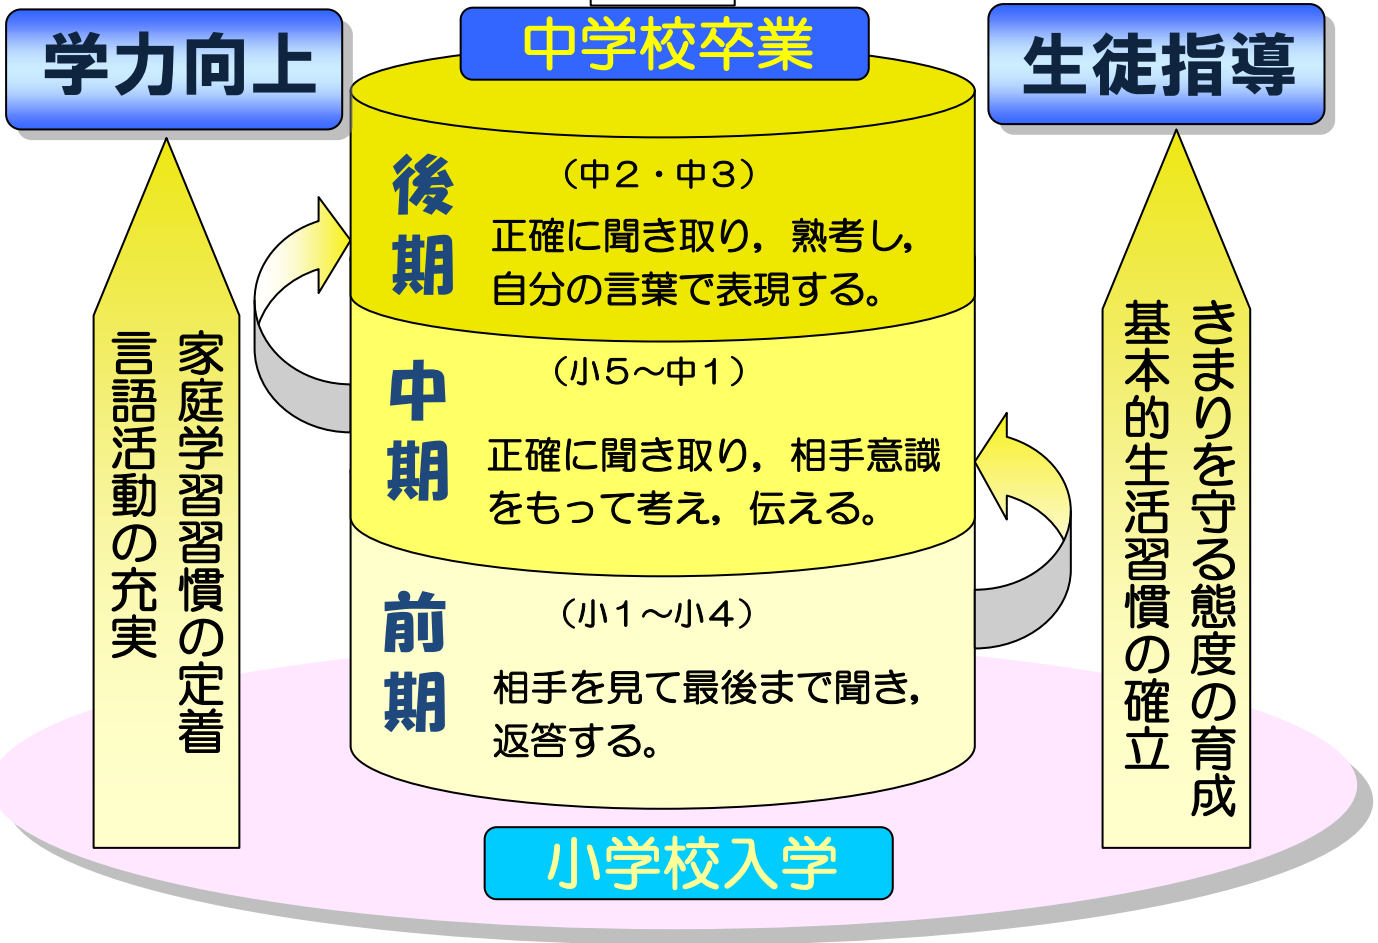 学力向上
中学校卒業
生徒指導
後期
（中２・中３）
正確に聞き取り，熟考し，
自分の言葉で表現する。
中期
（小５～中１）
正確に聞き取り，相手意識
をもって考え，伝える。
前期
（小１～小４）
相手を見て最後まで聞き，
返答する。
家庭学習習慣の定着
言語活動の充実
きまりを守る態度の育成
基本的生活習慣の確立
小学校入学